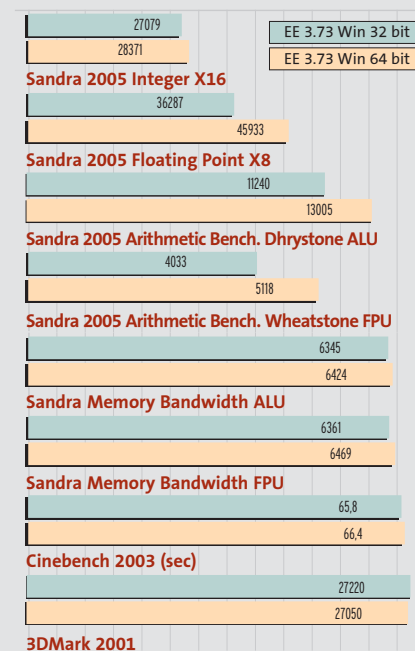 27079
EE 3.73 Win 32 bit
28371
EE 3.73 Win 64 bit
Sandra 2005 Integer X16
36287
45933
Sandra 2005 Floating Point X8
11240
13005
Sandra 2005 Arithmetic Bench. Dhrystone ALU
4033
5118
Sandra 2005 Arithmetic Bench. Wheatstone FPU
6345
6424
Sandra Memory Bandwidth ALU
6361
6469
Sandra Memory Bandwidth FPU
65,8
66,4
Cinebench 2003 (sec)
27220
27050
3DMark 2001